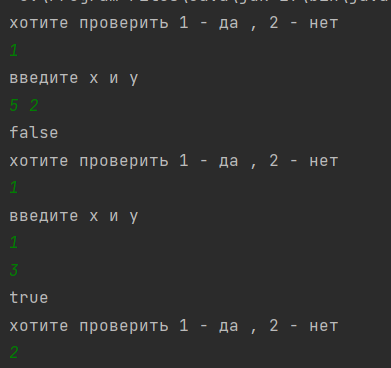 хотите проверить 1 - да , 2 - нет
1
введите х и у
5 2
false
хотите проверить 1 - да , 2 - нет
1
введите х и у
1
3
true
хотите проверить 1 - да , 2 - нет
2